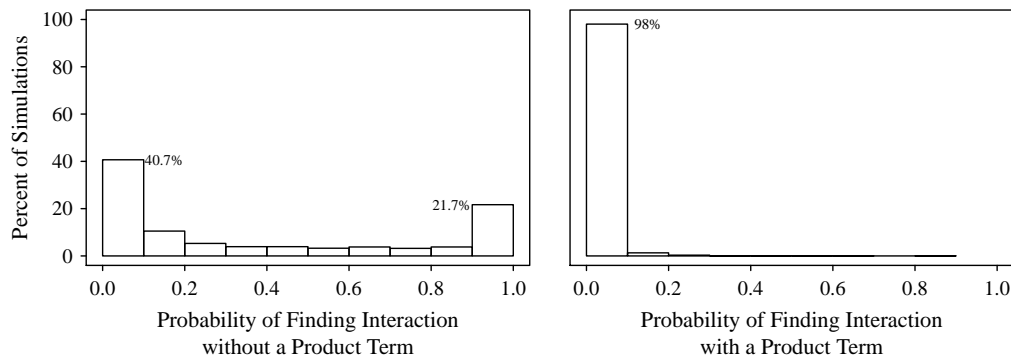 Percent of Simulations
100
80
60
40
20
0
40.7%
21.7%
98%
0.0 0.2 0.4 0.6 0.8 1.0
0.0 0.2 0.4 0.6 0.8 1.0
Probability of Finding Interaction
without a Product Term
Probability of Finding Interaction
with a Product Term